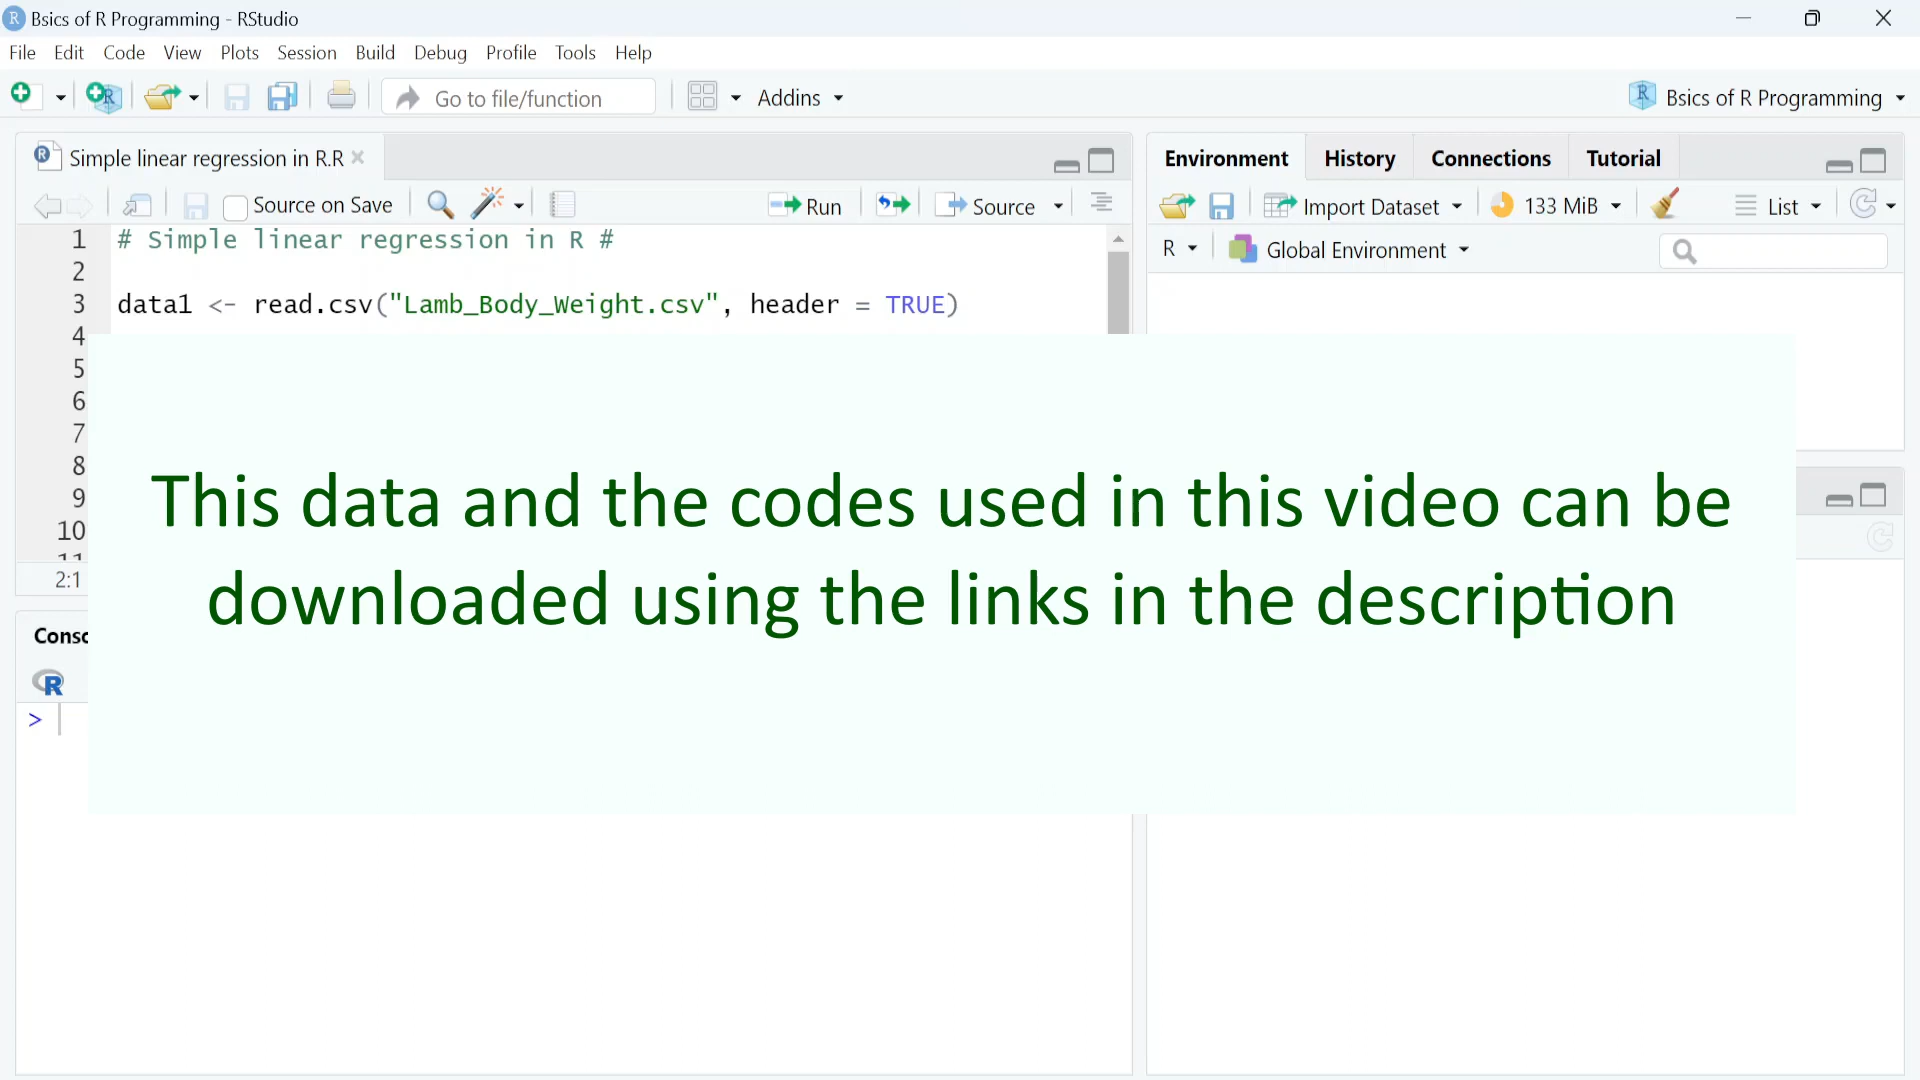 Bsics of R Programming - RStudio
File Edit Code View Plots Session Build Debug Profile Tools Help
Go to file/function Addins Bsics of R Programming
Simple linear regression in R.R
Source on Save Run Source
1 # Simple linear regression in R #
2
3 data1 <- read.csv("Lamb_Body_Weight.csv", header = TRUE)
4
5
6
7
8
9
10
11
2:1
Environment History Connections Tutorial
Import Dataset 133 MiB List
R Global Environment
This data and the codes used in this video can be
downloaded using the links in the description
Conso
R
>